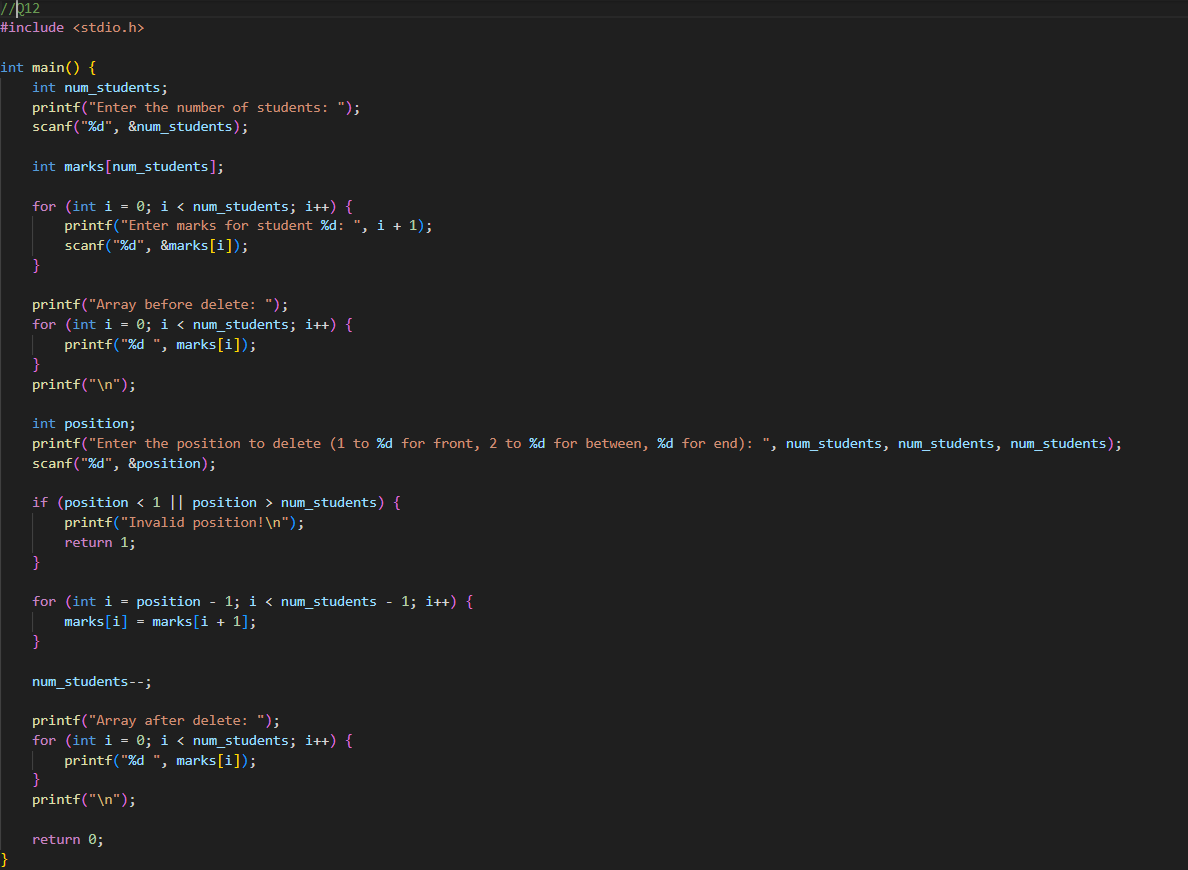 //Q12
#include <stdio.h>

int main() {
    int num_students;
    printf("Enter the number of students: ");
    scanf("%d", &num_students);

    int marks[num_students];

    for (int i = 0; i < num_students; i++) {
        printf("Enter marks for student %d: ", i + 1);
        scanf("%d", &marks[i]);
    }

    printf("Array before delete: ");
    for (int i = 0; i < num_students; i++) {
        printf("%d ", marks[i]);
    }
    printf("\n");

    int position;
    printf("Enter the position to delete (1 to %d for front, 2 to %d for between, %d for end): ", num_students, num_students, num_students);
    scanf("%d", &position);

    if (position < 1 || position > num_students) {
        printf("Invalid position!\n");
        return 1;
    }

    for (int i = position - 1; i < num_students - 1; i++) {
        marks[i] = marks[i + 1];
    }

    num_students--;

    printf("Array after delete: ");
    for (int i = 0; i < num_students; i++) {
        printf("%d ", marks[i]);
    }
    printf("\n");

    return 0;
}